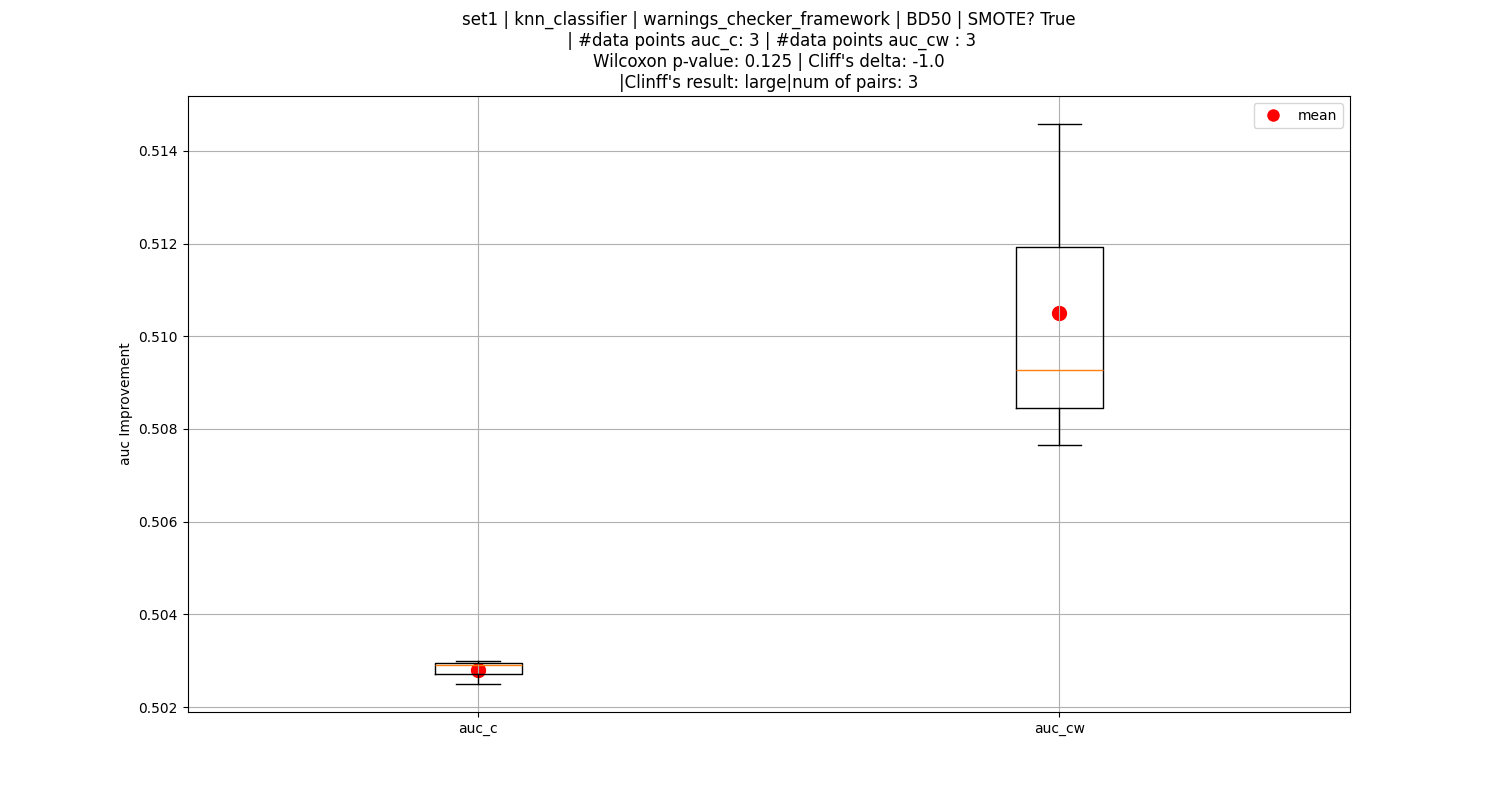 set1 | knn_classifier | warnings_checker_framework | BD50 | SMOTE? True
| #data points auc_c: 3 | #data points auc_cw : 3
Wilcoxon p-value: 0.125 | Cliff's delta: -1.0
|Clinff's result: large|num of pairs: 3
mean
0.514
0.512
0.510
0.508
0.506
0.504
0.502
auc Improvement
auc_c
auc_cw